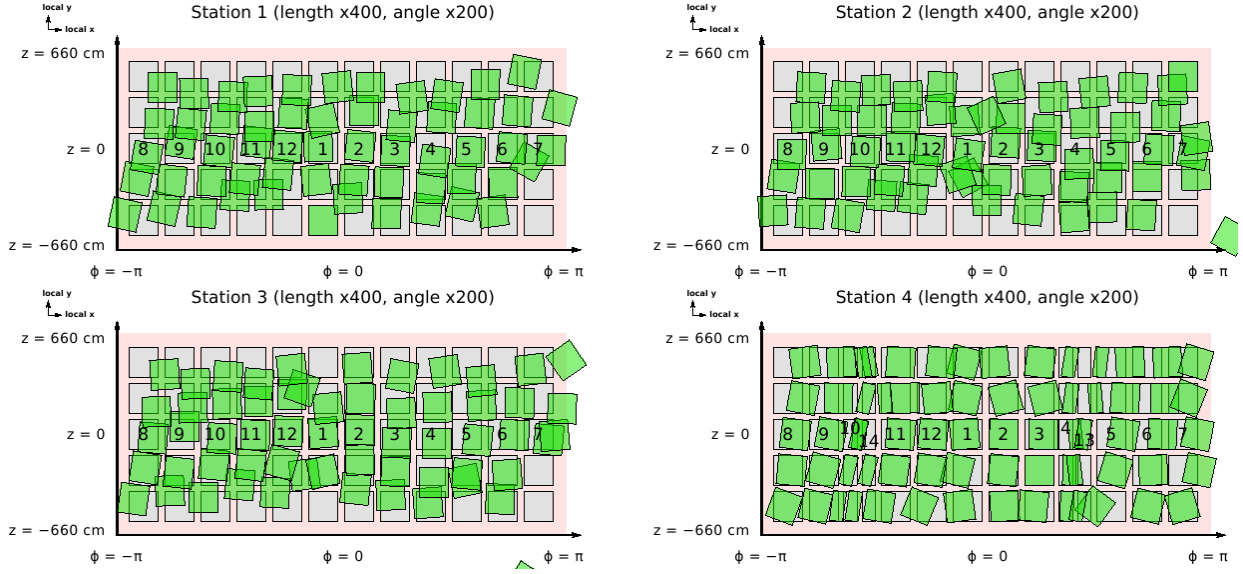 Station 1 (length x400, angle x200)
local y
local x
z = 660 cm
z = 0
8 9 10 11 12 1 2 3 4 5 6 7
z = −660 cm
ϕ = −π ϕ = 0 ϕ = π
Station 2 (length x400, angle x200)
local y
local x
z = 660 cm
z = 0
8 9 10 11 12 1 2 3 4 5 6 7
z = −660 cm
ϕ = −π ϕ = 0 ϕ = π
Station 3 (length x400, angle x200)
local y
local x
z = 660 cm
z = 0
8 9 10 11 12 1 2 3 4 5 6 7
z = −660 cm
ϕ = −π ϕ = 0 ϕ = π
Station 4 (length x400, angle x200)
local y
local x
z = 660 cm
z = 0
8 9 10 14 11 12 1 2 3 4 13 5 6 7
z = −660 cm
ϕ = −π ϕ = 0 ϕ = π